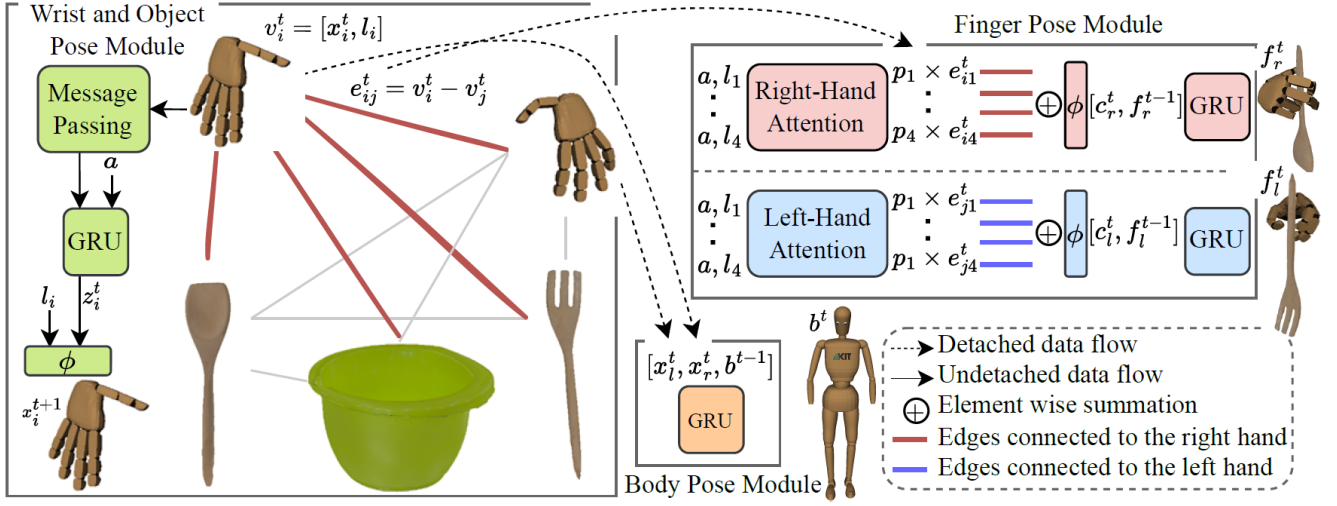 Wrist and Object
Pose Module
v_i^t = [x_i^t, l_i]
e_{ij}^t = v_i^t - v_j^t
Message
Passing
a
GRU
l_i
z_i^t
ϕ
x_i^{t+1}
[x_l^t, x_r^t, b^{t-1}]
GRU
Body Pose Module
b^t
KIT
Finger Pose Module
a, l_1
⋮
a, l_4
Right-Hand
Attention
p_1 × e_{i1}^t
⋮
p_4 × e_{i4}^t
⊕
ϕ
[c_r^t, f_r^{t-1}]
GRU
f_r^t
a, l_1
⋮
a, l_4
Left-Hand
Attention
p_1 × e_{j1}^t
⋮
p_1 × e_{j4}^t
⊕
ϕ
[c_l^t, f_l^{t-1}]
GRU
f_l^t
Detached data flow
Undetached data flow
⊕ Element wise summation
Edges connected to the right hand
Edges connected to the left hand